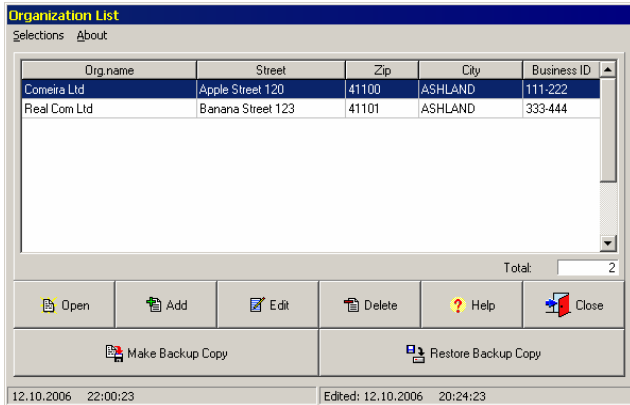 Organization List
Selections About
Org.name Street Zip City Business ID
Comeira Ltd Apple Street 120 41100 ASHLAND 111-222
Real Com Ltd Banana Street 123 41101 ASHLAND 333-444
Total: 2
Open Add Edit Delete ? Help Close
Make Backup Copy Restore Backup Copy
12.10.2006 22:00:23 Edited: 12.10.2006 20:24:23